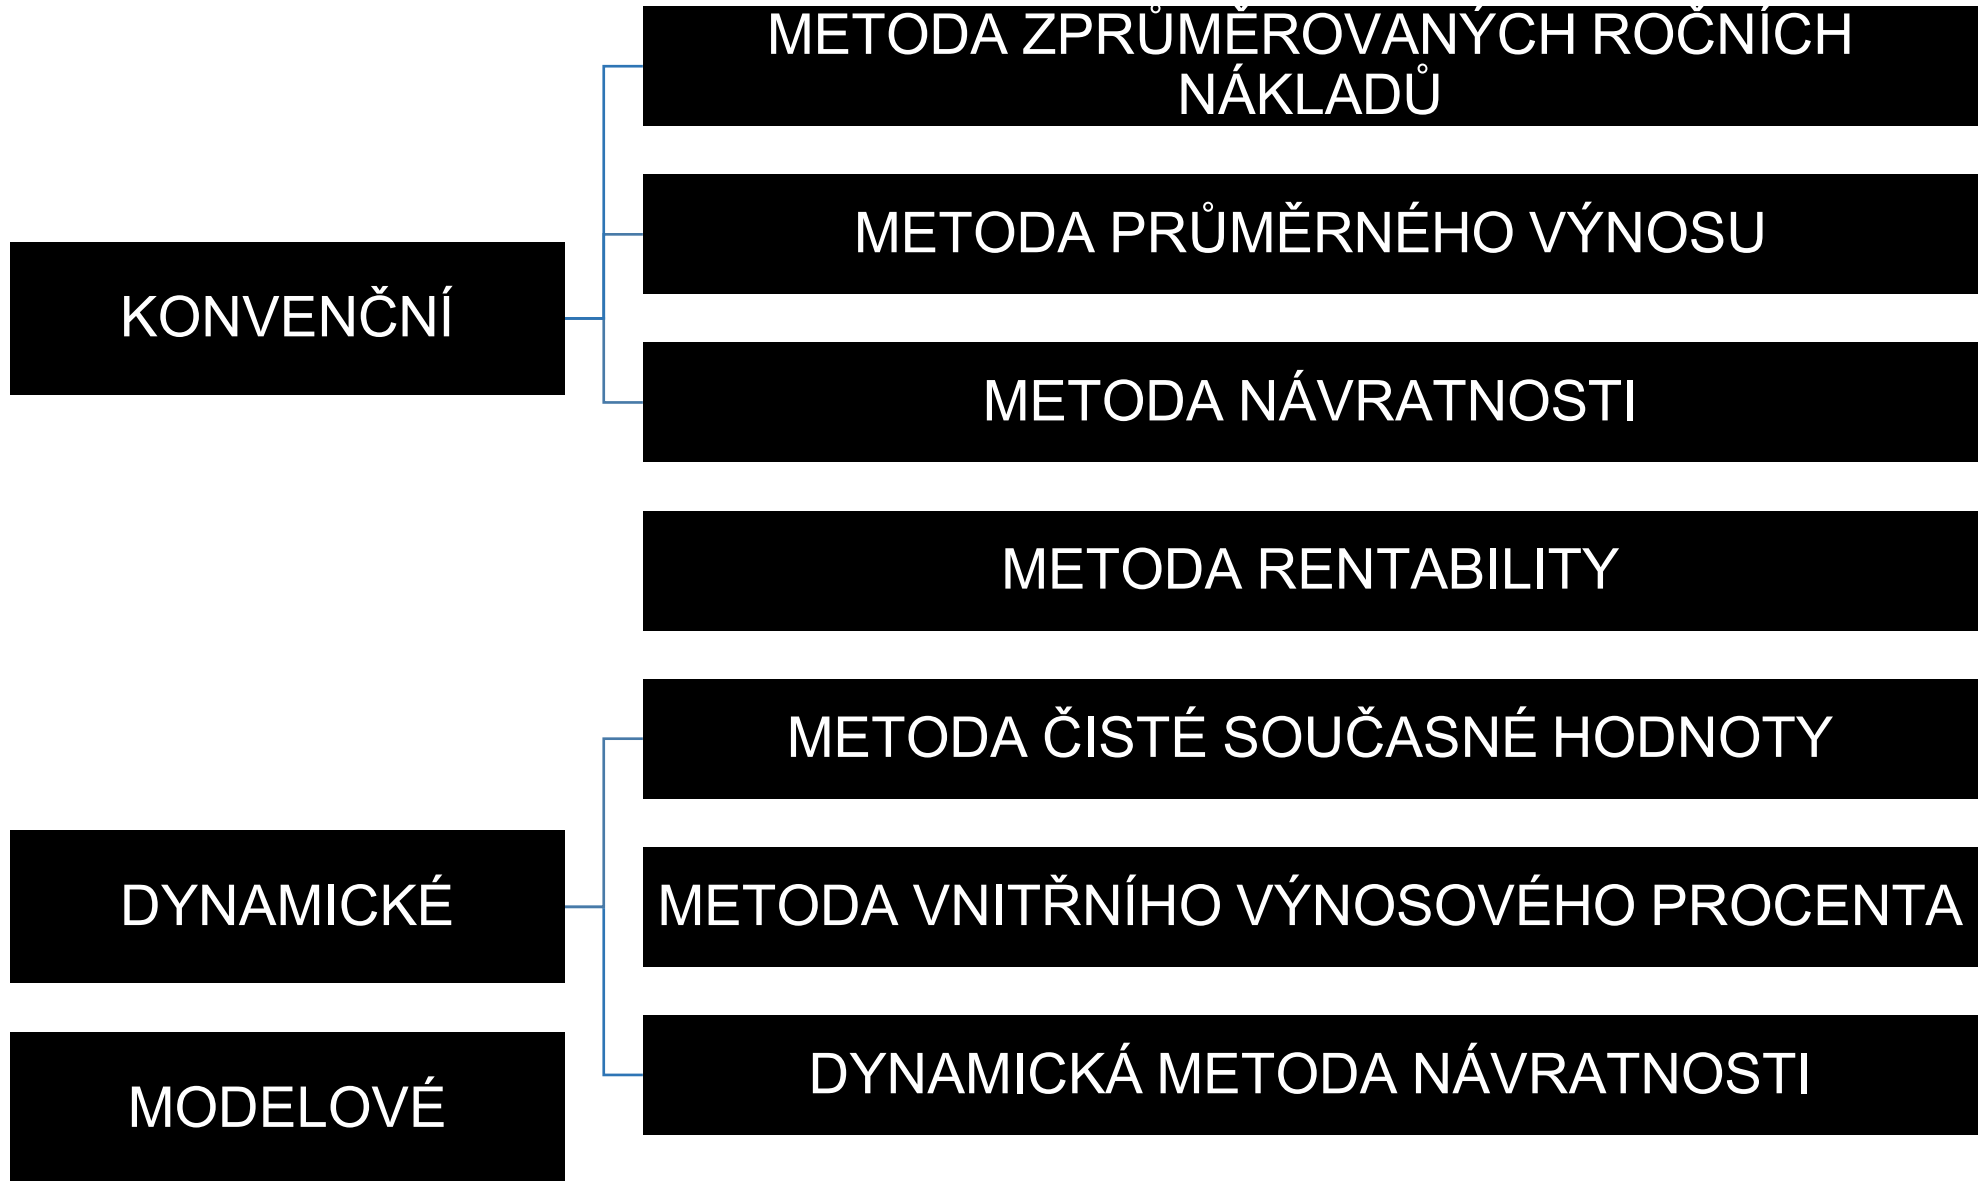 KONVENČNÍ
METODA ZPRŮMĚROVANÝCH ROČNÍCH
NÁKLADŮ
METODA PRŮMĚRNÉHO VÝNOSU
METODA NÁVRATNOSTI
METODA RENTABILITY
DYNAMICKÉ
METODA ČISTÉ SOUČASNÉ HODNOTY
METODA VNITŘNÍHO VÝNOSOVÉHO PROCENTA
DYNAMICKÁ METODA NÁVRATNOSTI
MODELOVÉ